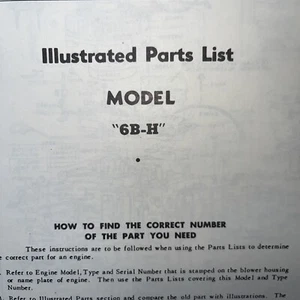 Illustrated Parts List
MODEL
"6B-H"
HOW TO FIND THE CORRECT NUMBER
OF THE PART YOU NEED
These instructions are to be followed when using the Parts Lists to determine
correct part for an engine.
Refer to Engine Model, Type and Serial Number that is stamped on the blower housing
or name plate of engine. Then use the Parts Lists covering this Model and Type
Number.
Refer to Illustrated Parts section and compare the old part with illustrations. The